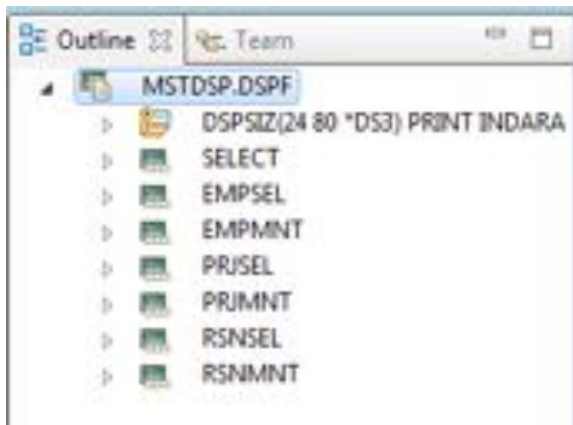 Outline Team
MSTDSP.DSPF
DSPSIZ(24 80 *DS3) PRINT INDARA
SELECT
EMPSEL
EMPMNT
PRJSEL
PRJMNT
RSNSEL
RSNMNT